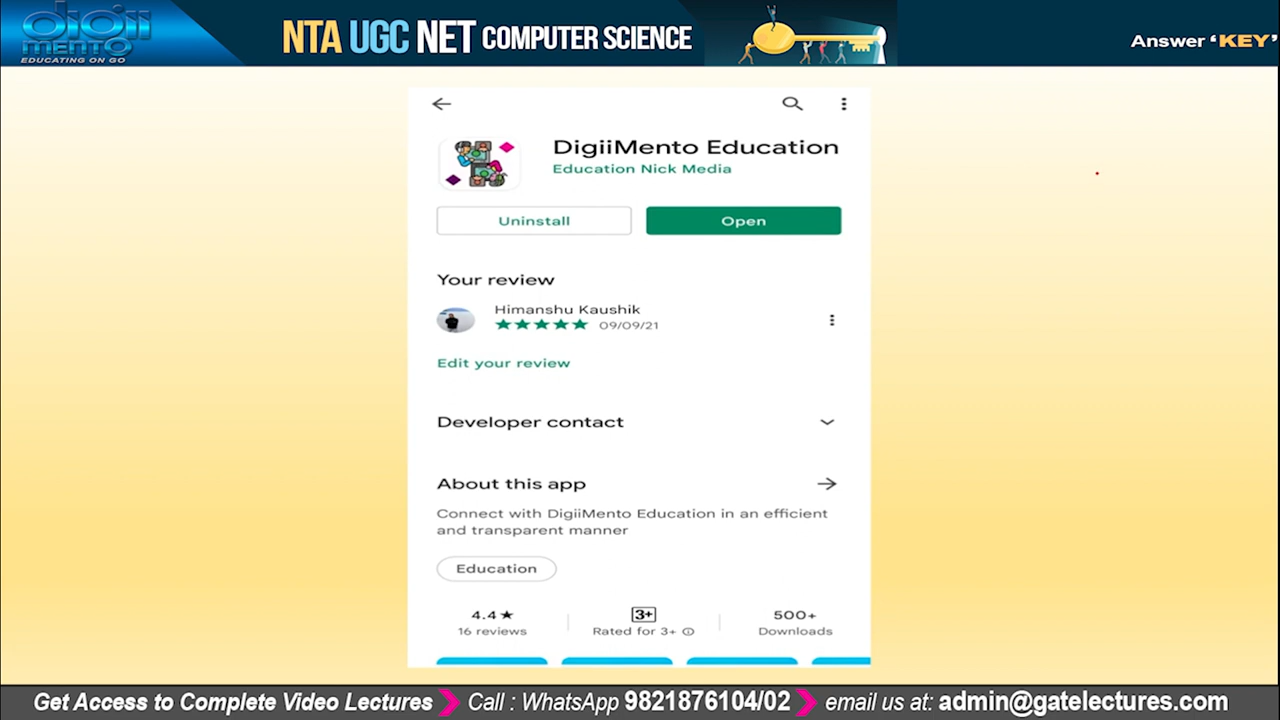 digii
MENTO
EDUCATING ON GO
NTA UGC NET COMPUTER SCIENCE
Answer ‘KEY’
DigiiMento Education
Education Nick Media
Uninstall
Open
Your review
Himanshu Kaushik
09/09/21
Edit your review
Developer contact
About this app
Connect with DigiiMento Education in an efficient
and transparent manner
Education
4.4★ 3+ 500+
16 reviews Rated for 3+ Downloads
Get Access to Complete Video Lectures Call : WhatsApp 9821876104/02 email us at: admin@gatelectures.com